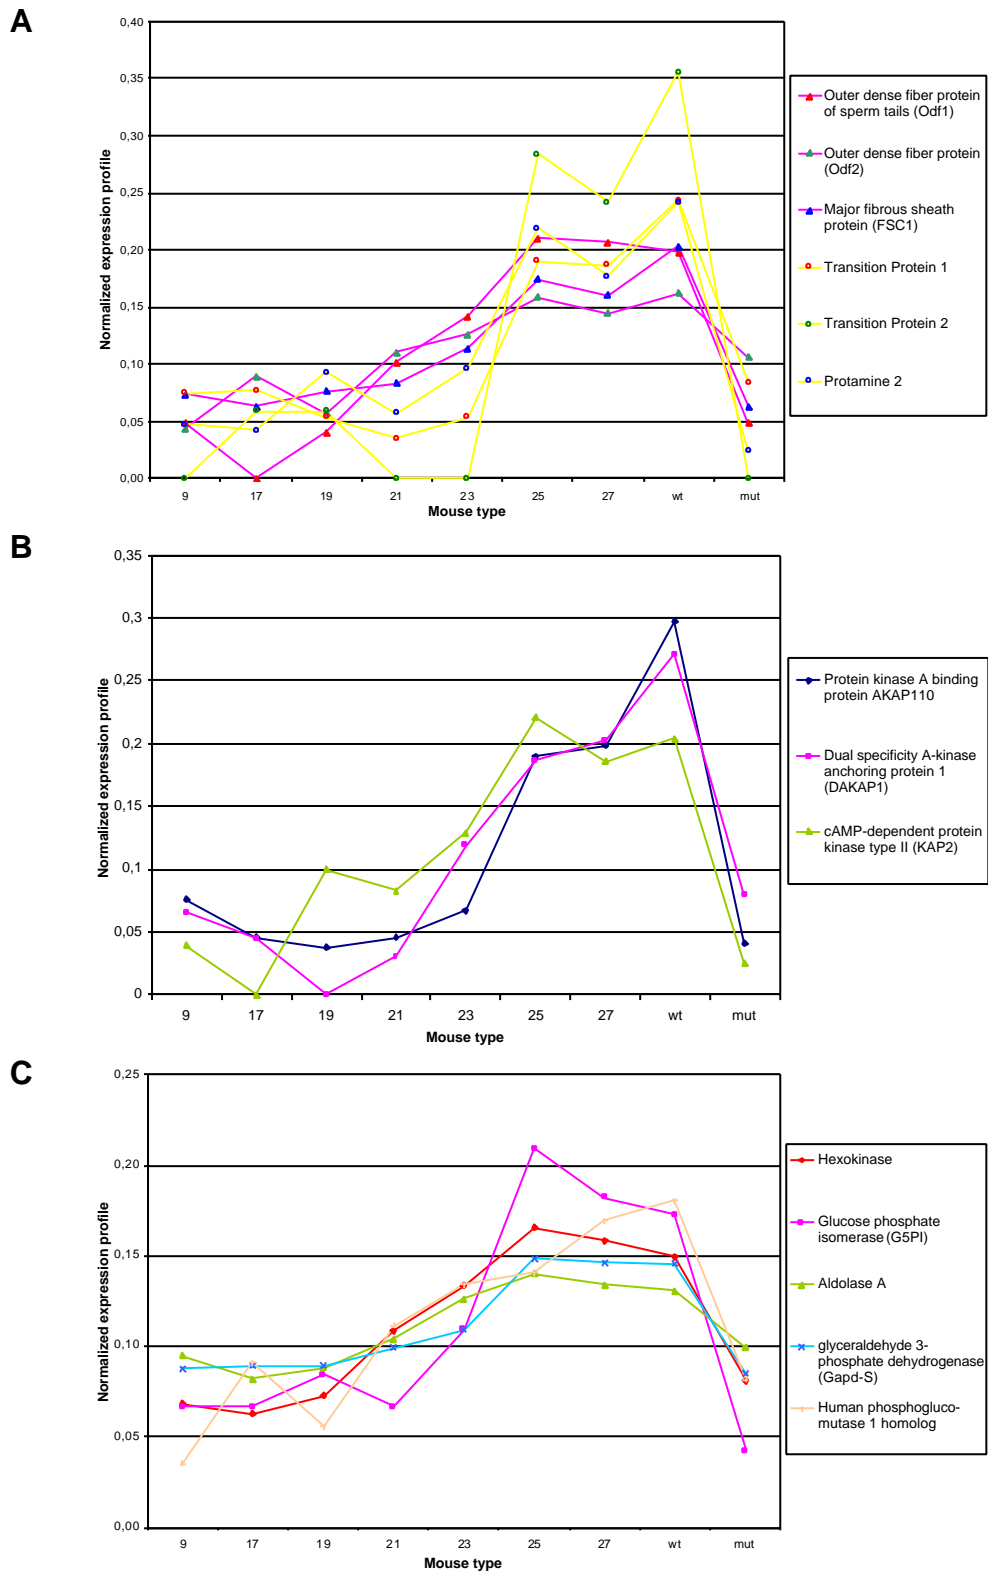 A
0,40
0,35
0,30
0,25
0,20
0,15
0,10
0,05
0,00
Normalized expression profile
9 17 19 21 23 25 27 wt mut
Mouse type
Outer dense fiber protein
of sperm tails (Odf1)
Outer dense fiber protein
(Odf2)
Major fibrous sheath
protein (FSC1)
Transition Protein 1
Transition Protein 2
Protamine 2
B
0,35
0,3
0,25
0,2
0,15
0,1
0,05
0
Normalized expression profile
9 17 19 21 23 25 27 wt mut
Mouse type
Protein kinase A binding
protein AKAP110
Dual specificity A-kinase
anchoring protein 1
(DAKAP1)
cAMP-dependent protein
kinase type II (KAP2)
C
0,25
0,20
0,15
0,10
0,05
0,00
Normalized expression profile
9 17 19 21 23 25 27 wt mut
Mouse type
Hexokinase
Glucose phosphate
isomerase (G5PI)
Aldolase A
glyceraldehyde 3-
phosphate dehydrogenase
(Gapd-S)
Human phosphogluco-
mutase 1 homolog